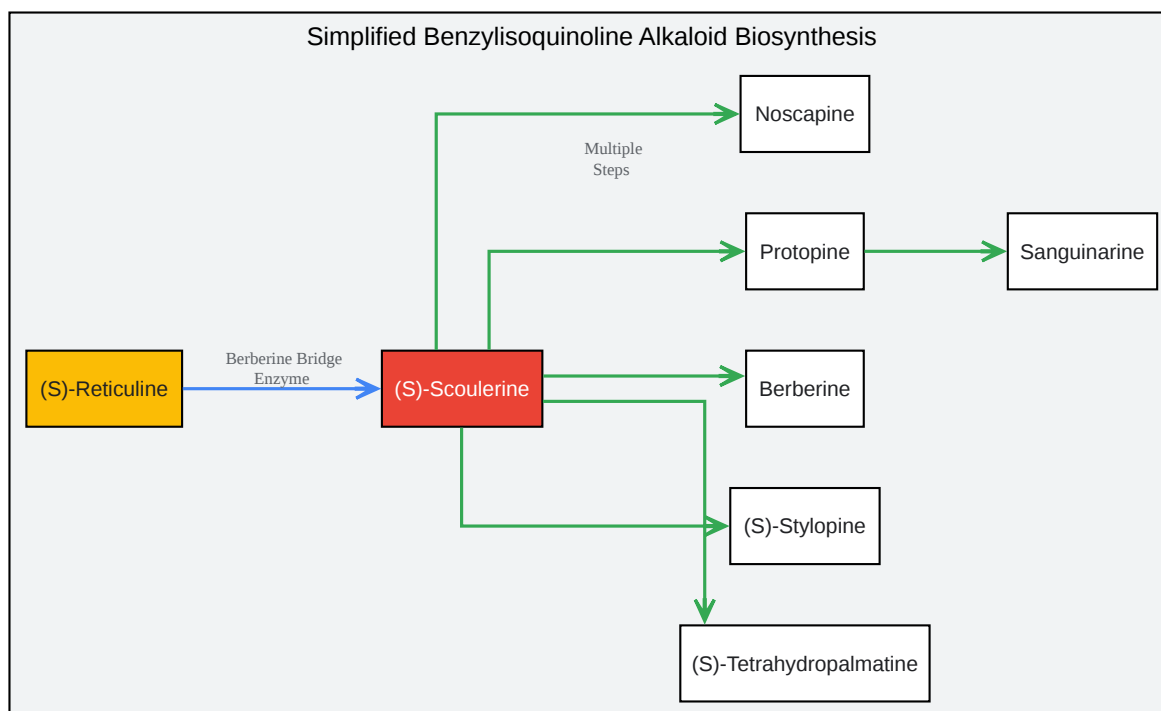 Simplified Benzylisoquinoline Alkaloid Biosynthesis
Noscapine
Multiple
Steps
Protopine
Sanguinarine
(S)-Reticuline
Berberine Bridge
Enzyme
(S)-Scoulerine
Berberine
(S)-Stylopine
(S)-Tetrahydropalmatine